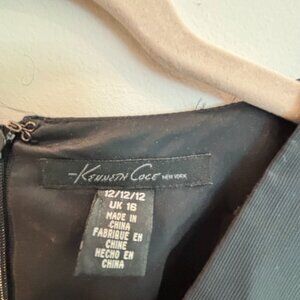 Kenneth Cole NEW YORK
12/12/12
UK 16
MADE IN
CHINA
FABRIQUE EN
CHINE
HECHO EN
CHINA